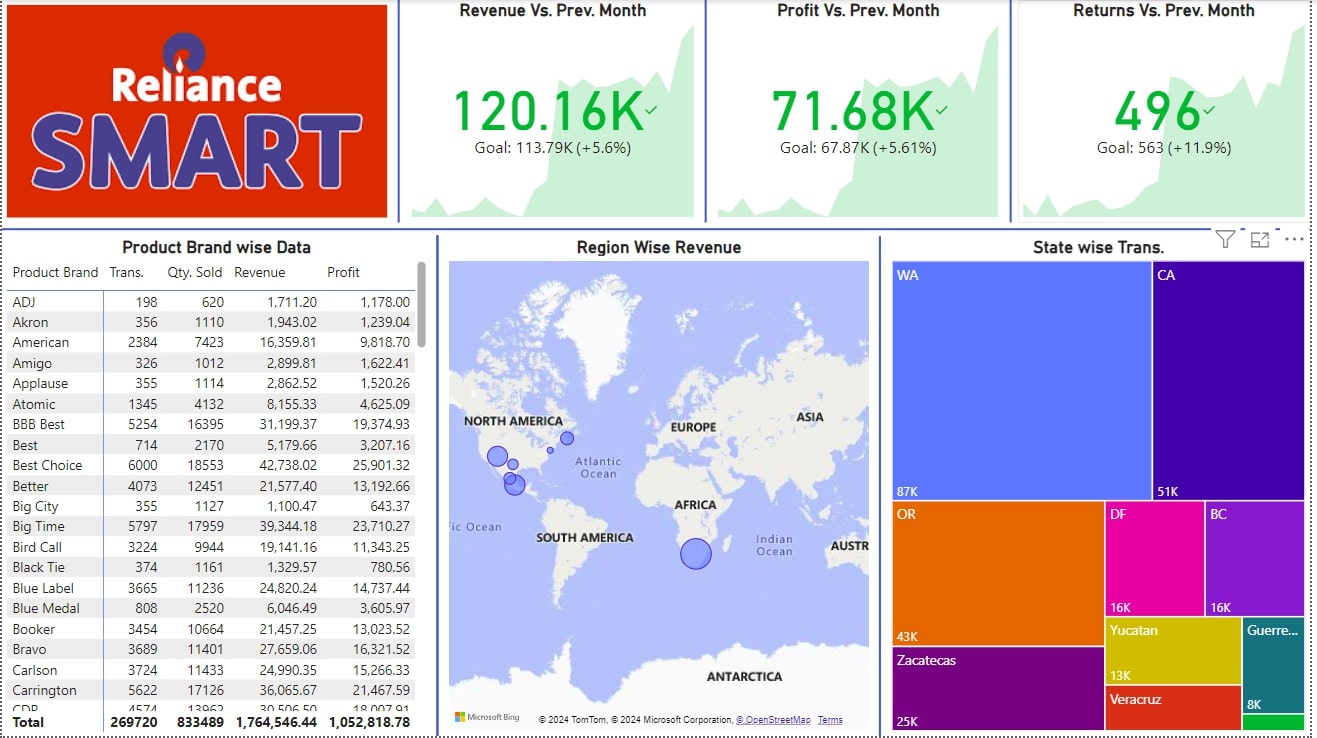 Reliance
SMART
Revenue Vs. Prev. Month
120.16K
Goal: 113.79K (+5.6%)
Profit Vs. Prev. Month
71.68K
Goal: 67.87K (+5.61%)
Returns Vs. Prev. Month
496
Goal: 563 (+11.9%)
Product Brand wise Data
Product Brand Trans. Qty. Sold Revenue Profit
ADJ 198 620 1,711.20 1,178.00
Akron 356 1110 1,943.02 1,239.04
American 2384 7423 16,359.81 9,818.70
Amigo 326 1012 2,899.81 1,622.41
Applause 355 1114 2,862.52 1,520.26
Atomic 1345 4132 8,155.33 4,625.09
BBB Best 5254 16395 31,199.37 19,374.93
Best 714 2170 5,179.66 3,207.16
Best Choice 6000 18553 42,738.02 25,901.32
Better 4073 12451 21,577.40 13,192.66
Big City 355 1127 1,100.47 643.37
Big Time 5797 17959 39,344.18 23,710.27
Bird Call 3224 9944 19,141.16 11,343.25
Black Tie 374 1161 1,329.57 780.56
Blue Label 3665 11236 24,820.24 14,737.44
Blue Medal 808 2520 6,046.49 3,605.97
Booker 3454 10664 21,457.25 13,023.52
Bravo 3689 11401 27,659.06 16,321.52
Carlson 3724 11433 24,990.35 15,266.33
Carrington 5622 17126 36,065.67 21,467.59
CDR 4574 13962 30,506.50 18,007.91
Total 269720 833489 1,764,546.44 1,052,818.78
Region Wise Revenue
NORTH AMERICA
EUROPE
ASIA
Atlantic
Ocean
AFRICA
ic Ocean
SOUTH AMERICA
Indian
Ocean
AUSTR
ANTARCTICA
Microsoft Bing
© 2024 TomTom, © 2024 Microsoft Corporation, © OpenStreetMap Terms
State wise Trans.
WA
87K
CA
51K
OR
43K
DF
16K
BC
16K
Zacatecas
25K
Yucatan
13K
Guerre...
8K
Veracruz